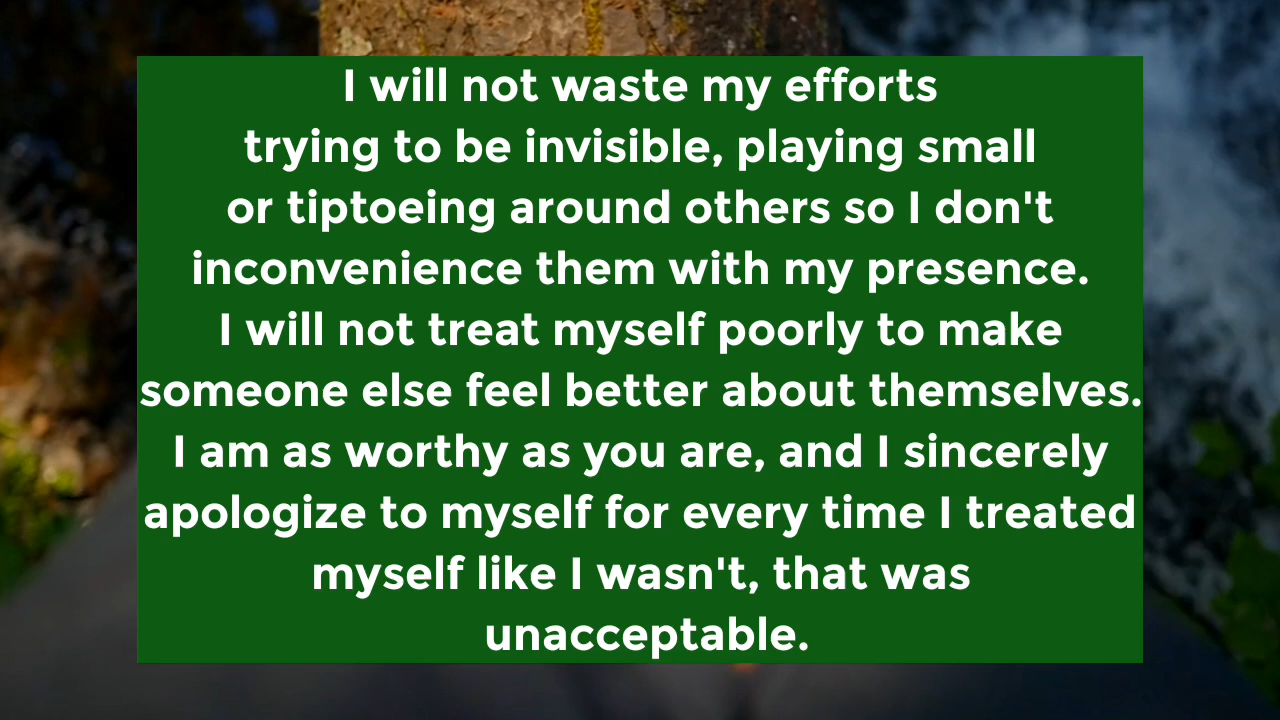 I will not waste my efforts
trying to be invisible, playing small
or tiptoeing around others so I don't
inconvenience them with my presence.
I will not treat myself poorly to make
someone else feel better about themselves.
I am as worthy as you are, and I sincerely
apologize to myself for every time I treated
myself like I wasn't, that was
unacceptable.